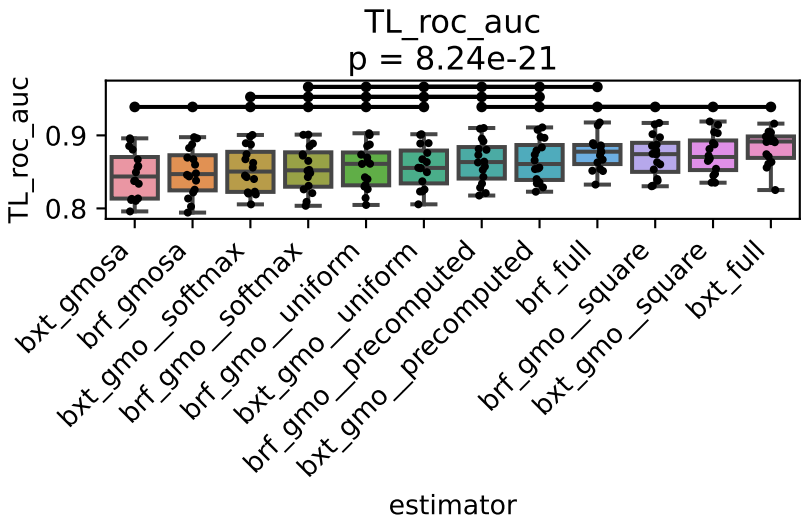 TL_roc_auc
p = 8.24e-21
TL_roc_auc
0.9
0.8
bxt_gmosa
brf_gmosa
bxt_gmo__softmax
brf_gmo__softmax
brf_gmo__uniform
bxt_gmo__uniform
brf_gmo__precomputed
bxt_gmo__precomputed
brf_full
brf_gmo__square
bxt_gmo__square
bxt_full
estimator